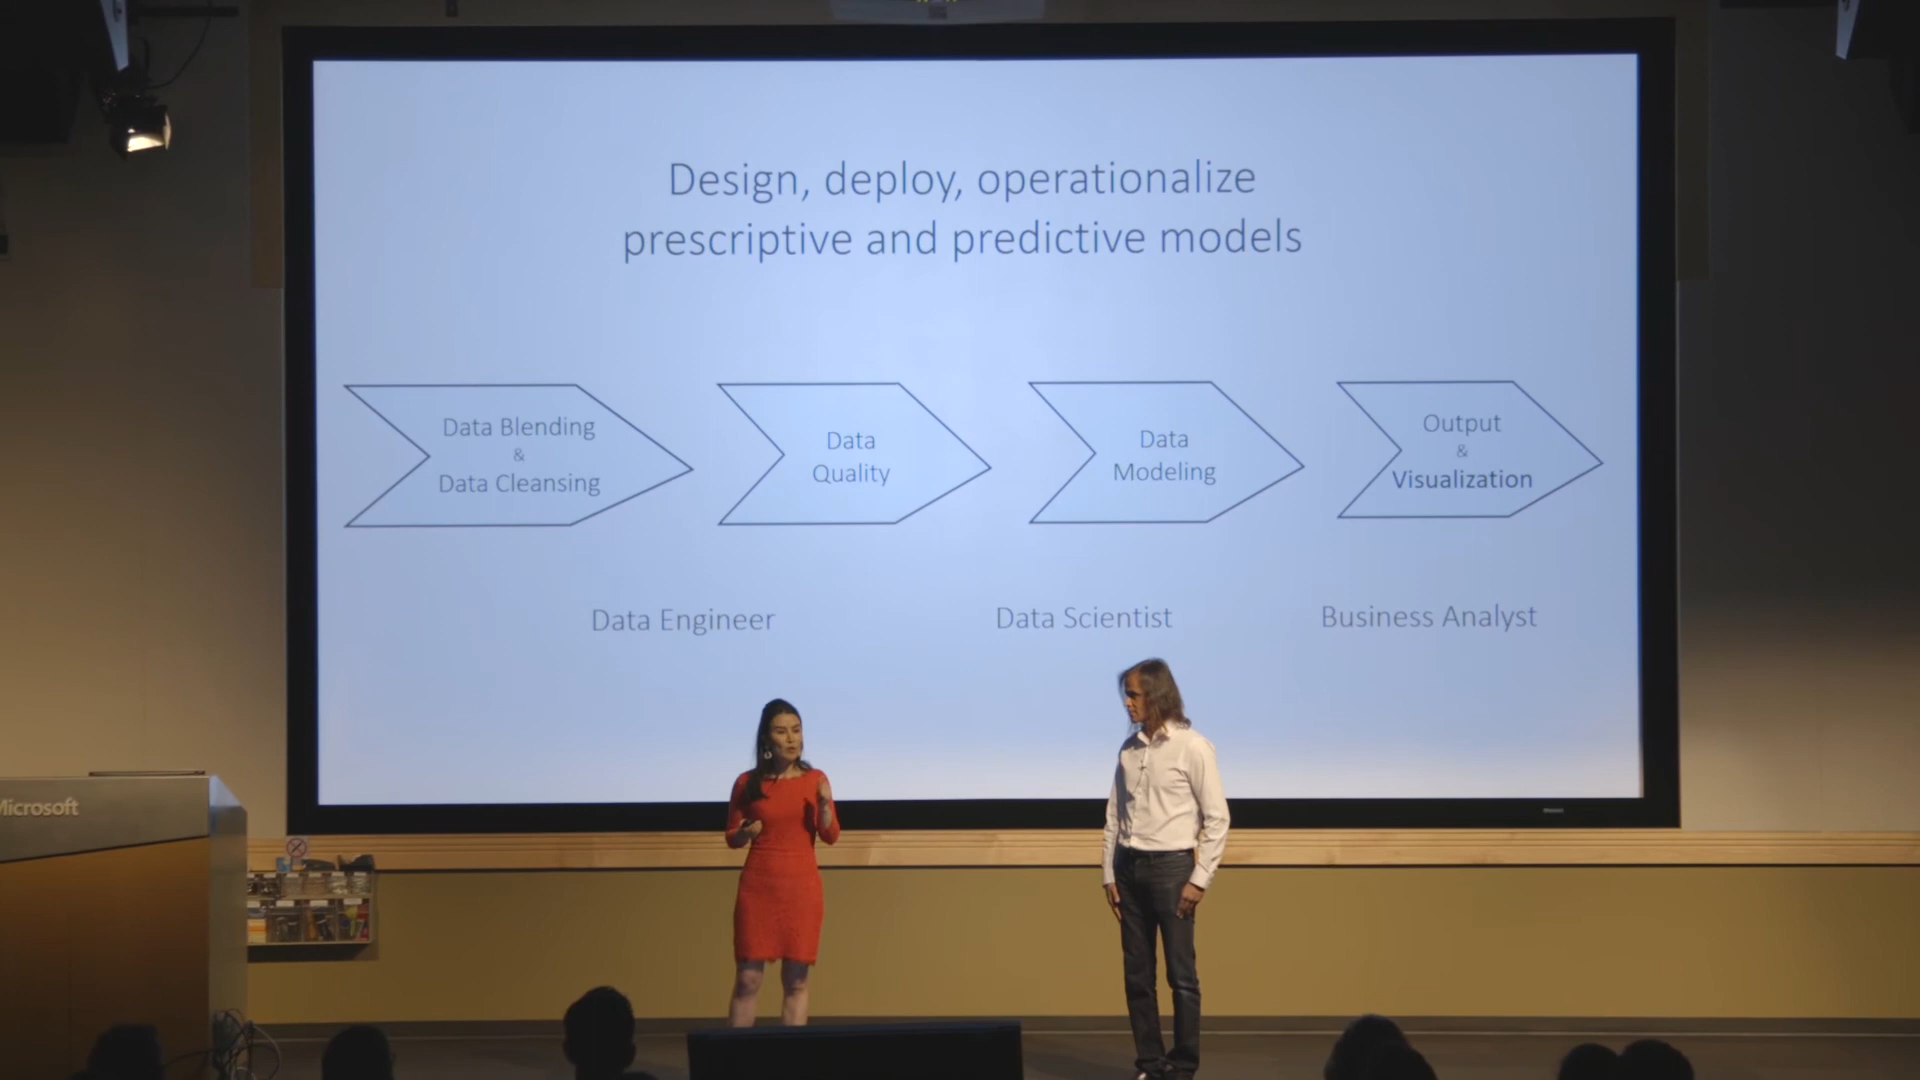 Design, deploy, operationalize
prescriptive and predictive models
Data Blending
&
Data Cleansing
Data
Quality
Data
Modeling
Output
&
Visualization
Data Engineer
Data Scientist
Business Analyst
Microsoft